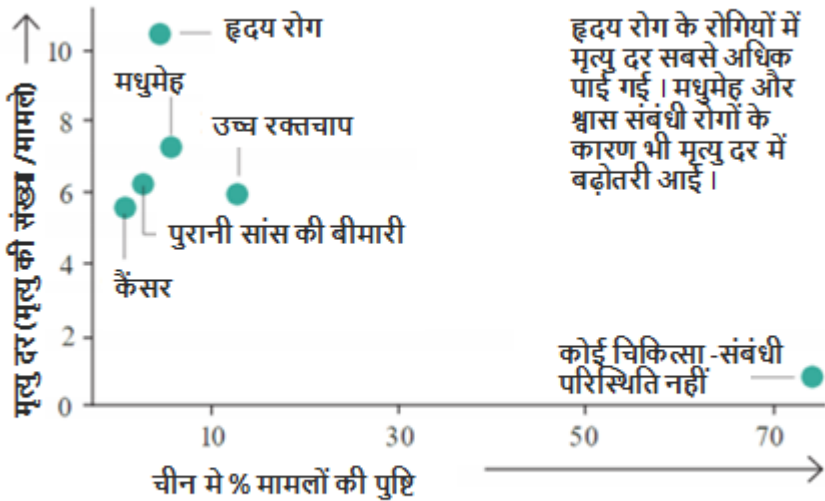 मृत्यु दर (मृत्यु की संख्या /मामले)
10
8
6
4
2
0
हृदय रोग
मधुमेह
उच्च रक्तचाप
पुरानी सांस की बीमारी
कैंसर
हृदय रोग के रोगियों में
मृत्यु दर सबसे अधिक
पाई गई । मधुमेह और
श्वास संबंधी रोगों के
कारण भी मृत्यु दर में
बढ़ोतरी आई ।
कोई चिकित्सा -संबंधी
परिस्थिति नहीं
10 30 50 70
चीन मे % मामलों की पुष्टि